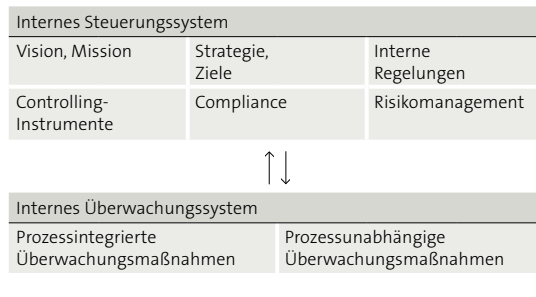 Internes Steuerungssystem
Vision, Mission
Strategie,
Ziele
Interne
Regelungen
Controlling-
Instrumente
Compliance
Risikomanagement
Internes Überwachungssystem
Prozessintegrierte
Überwachungsmaßnahmen
Prozessunabhängige
Überwachungsmaßnahmen